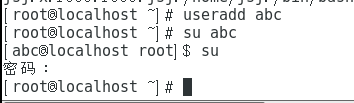 [root@localhost ~]# useradd abc
[root@localhost ~]# su abc
[abc@localhost root]$ su
密码：
[root@localhost ~]#